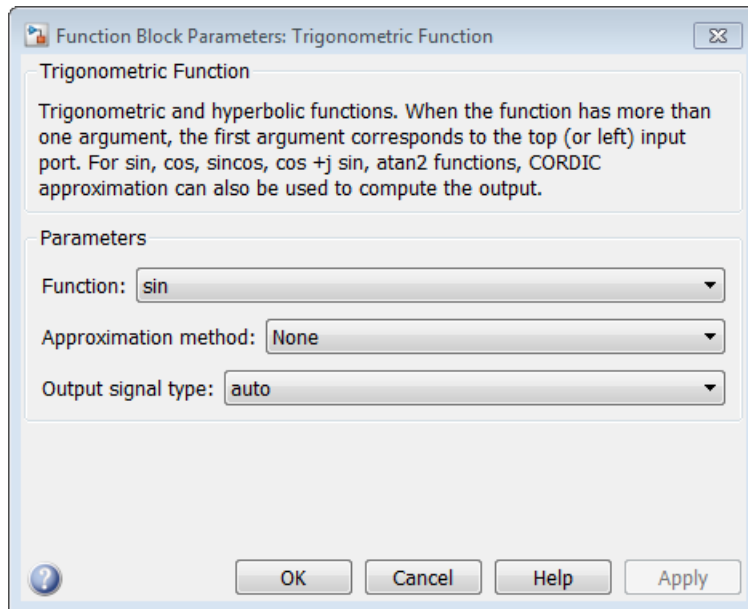 Function Block Parameters: Trigonometric Function
Trigonometric Function
Trigonometric and hyperbolic functions. When the function has more than
one argument, the first argument corresponds to the top (or left) input
port. For sin, cos, sincos, cos +j sin, atan2 functions, CORDIC
approximation can also be used to compute the output.
Parameters
Function: sin
Approximation method: None
Output signal type: auto
? OK Cancel Help Apply